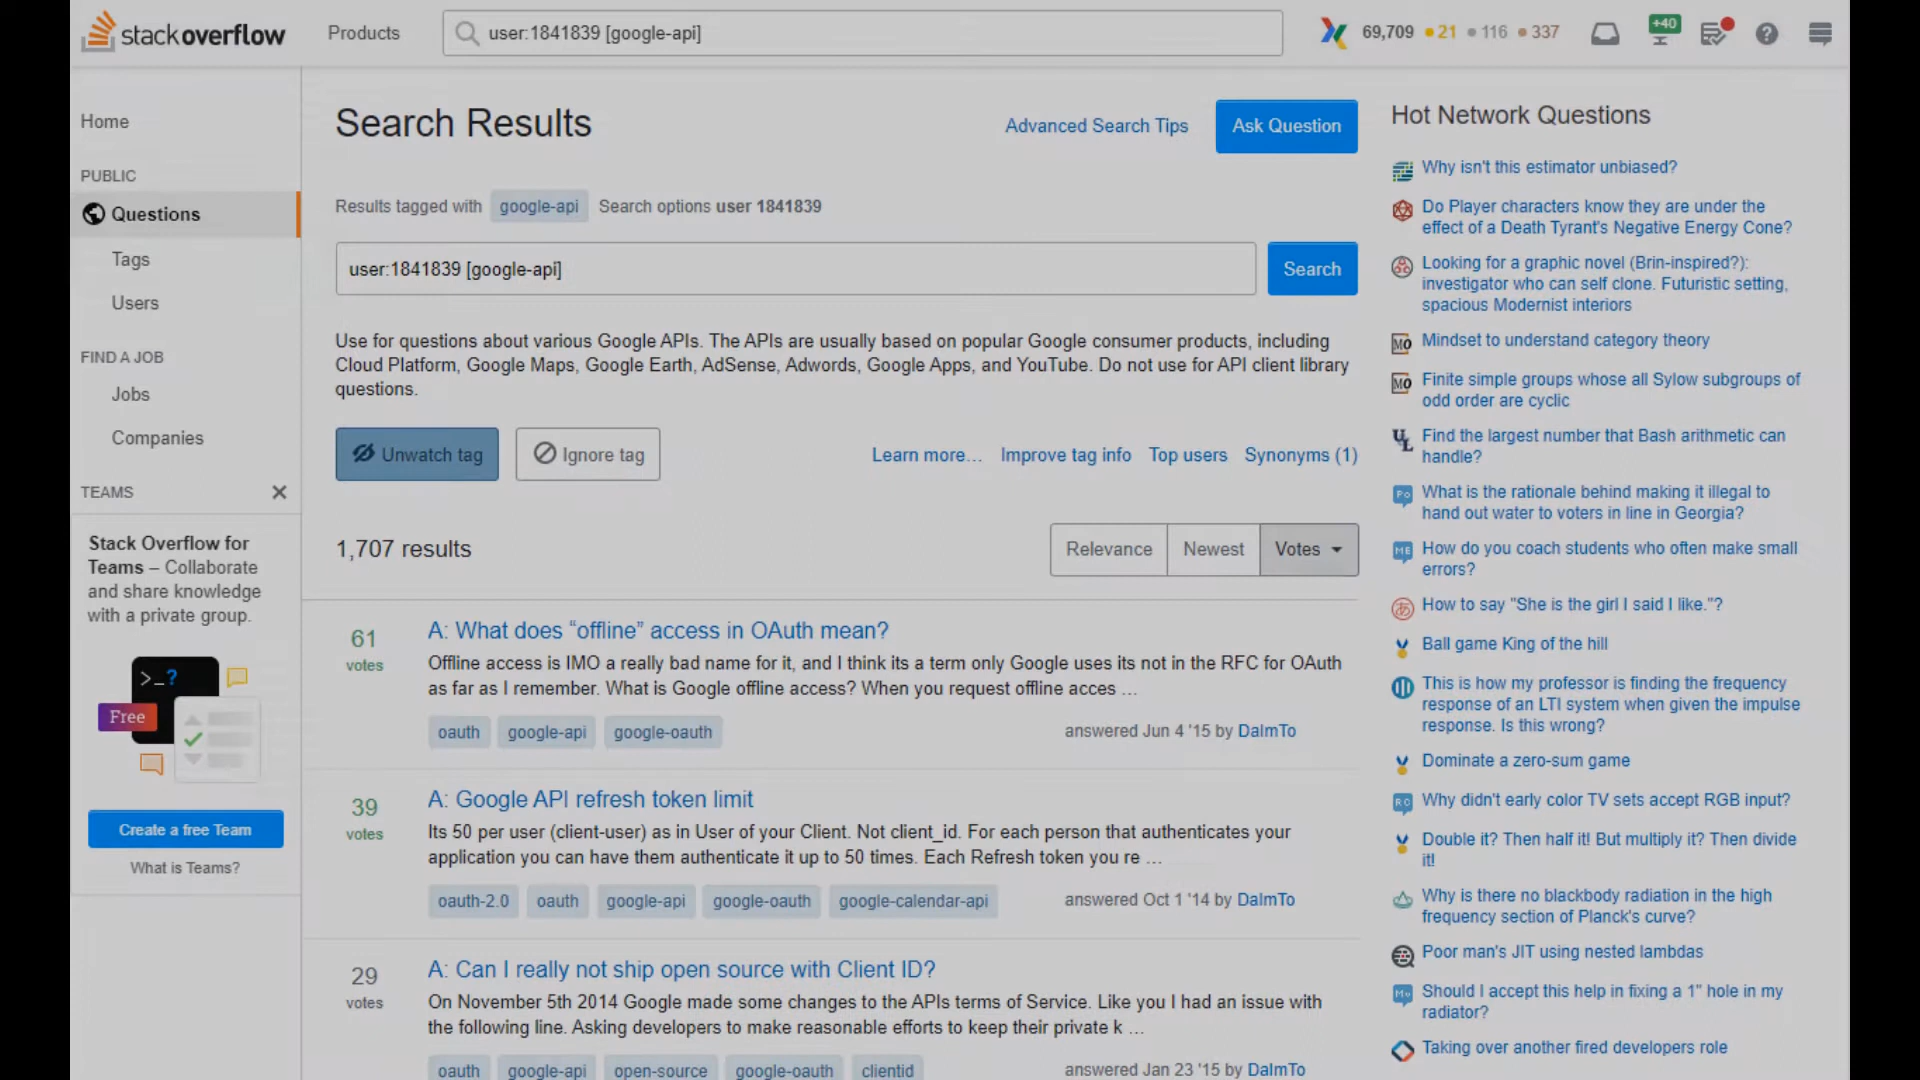 stack overflow
Products
user:1841839 [google-api]
69,709 21 116 337
+40
Home
PUBLIC
Questions
Tags
Users
FIND A JOB
Jobs
Companies
TEAMS
Stack Overflow for
Teams – Collaborate
and share knowledge
with a private group.
>_?
Free
Create a free Team
What is Teams?
Search Results
Advanced Search Tips
Ask Question
Results tagged with google-api Search options user 1841839
user:1841839 [google-api]
Search
Use for questions about various Google APIs. The APIs are usually based on popular Google consumer products, including
Cloud Platform, Google Maps, Google Earth, AdSense, Adwords, Google Apps, and YouTube. Do not use for API client library
questions.
Unwatch tag
Ignore tag
Learn more… Improve tag info Top users Synonyms (1)
1,707 results
Relevance Newest Votes
61
votes
A: What does “offline” access in OAuth mean?
Offline access is IMO a really bad name for it, and I think its a term only Google uses its not in the RFC for OAuth
as far as I remember. What is Google offline access? When you request offline acces …
oauth google-api google-oauth
answered Jun 4 '15 by DaImTo
39
votes
A: Google API refresh token limit
Its 50 per user (client-user) as in User of your Client. Not client_id. For each person that authenticates your
application you can have them authenticate it up to 50 times. Each Refresh token you re …
oauth-2.0 oauth google-api google-oauth google-calendar-api
answered Oct 1 '14 by DaImTo
29
votes
A: Can I really not ship open source with Client ID?
On November 5th 2014 Google made some changes to the APIs terms of Service. Like you I had an issue with
the following line. Asking developers to make reasonable efforts to keep their private k …
oauth google-api open-source google-oauth clientid
answered Jan 23 '15 by DaImTo
Hot Network Questions
Why isn't this estimator unbiased?
Do Player characters know they are under the
effect of a Death Tyrant's Negative Energy Cone?
Looking for a graphic novel (Brin-inspired?):
investigator who can self clone. Futuristic setting,
spacious Modernist interiors
MO Mindset to understand category theory
MO Finite simple groups whose all Sylow subgroups of
odd order are cyclic
UL Find the largest number that Bash arithmetic can
handle?
Po What is the rationale behind making it illegal to
hand out water to voters in line in Georgia?
ME How do you coach students who often make small
errors?
あ How to say "She is the girl I said I like."?
Ball game King of the hill
This is how my professor is finding the frequency
response of an LTI system when given the impulse
response. Is this wrong?
Dominate a zero-sum game
RC Why didn't early color TV sets accept RGB input?
Double it? Then half it! But multiply it? Then divide
it!
Why is there no blackbody radiation in the high
frequency section of Planck's curve?
Poor man's JIT using nested lambdas
Mv Should I accept this help in fixing a 1" hole in my
radiator?
Taking over another fired developers role